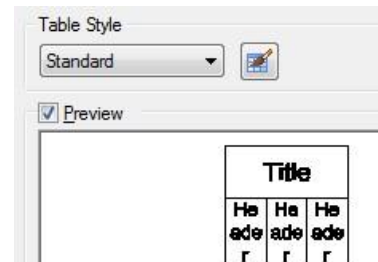 Table Style
Standard
Preview
Title
He He He
ade ade ade
r r r